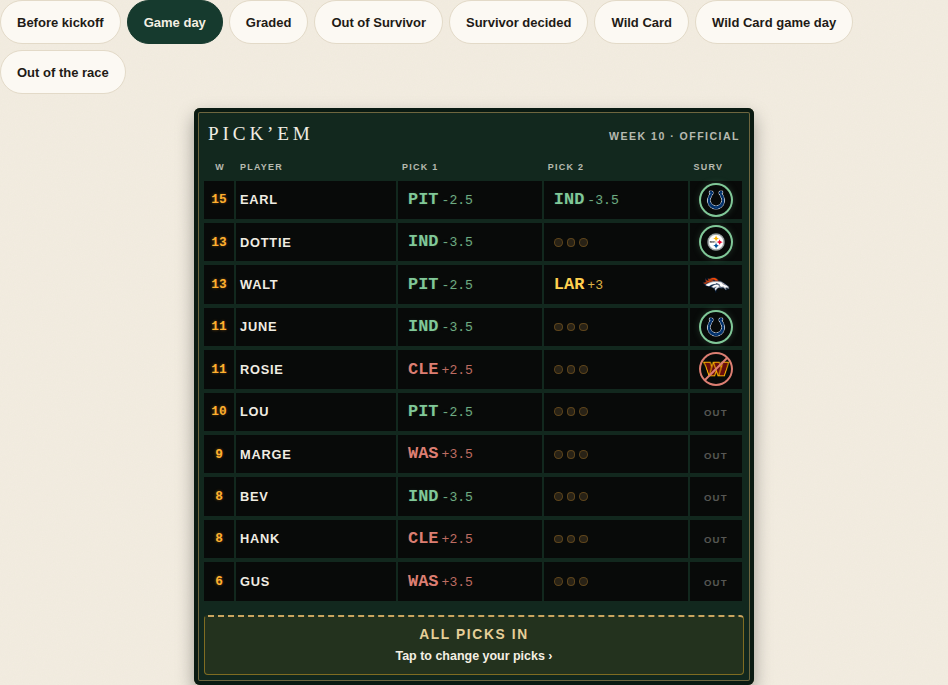 Before kickoff Game day Graded Out of Survivor Survivor decided Wild Card Wild Card game day
Out of the race
PICK’EM WEEK 10 · OFFICIAL
W PLAYER PICK 1 PICK 2 SURV
15 EARL PIT -2.5 IND -3.5
13 DOTTIE IND -3.5
13 WALT PIT -2.5 LAR +3
11 JUNE IND -3.5
11 ROSIE CLE +2.5 W
10 LOU PIT -2.5 OUT
9 MARGE WAS +3.5 OUT
8 BEV IND -3.5 OUT
8 HANK CLE +2.5 OUT
6 GUS WAS +3.5 OUT
ALL PICKS IN
Tap to change your picks ›